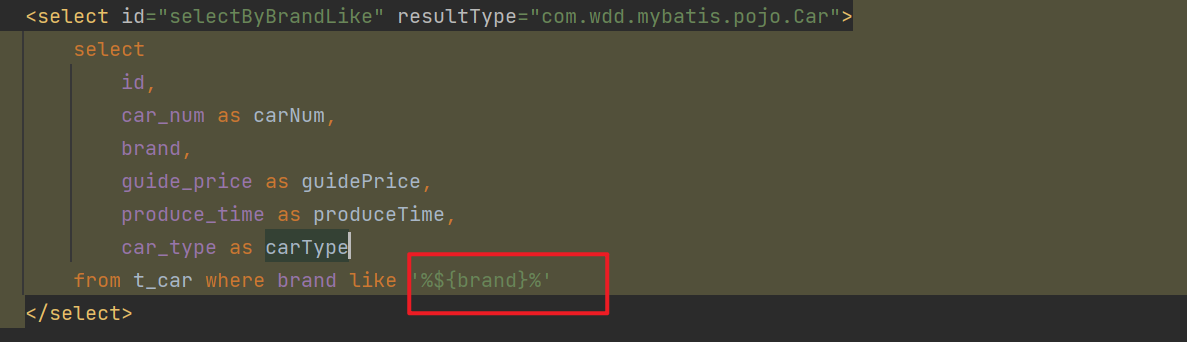 <select id="selectByBrandLike" resultType="com.wdd.mybatis.pojo.Car">
select
id,
car_num as carNum,
brand,
guide_price as guidePrice,
produce_time as produceTime,
car_type as carType
from t_car where brand like '%${brand}%'
</select>